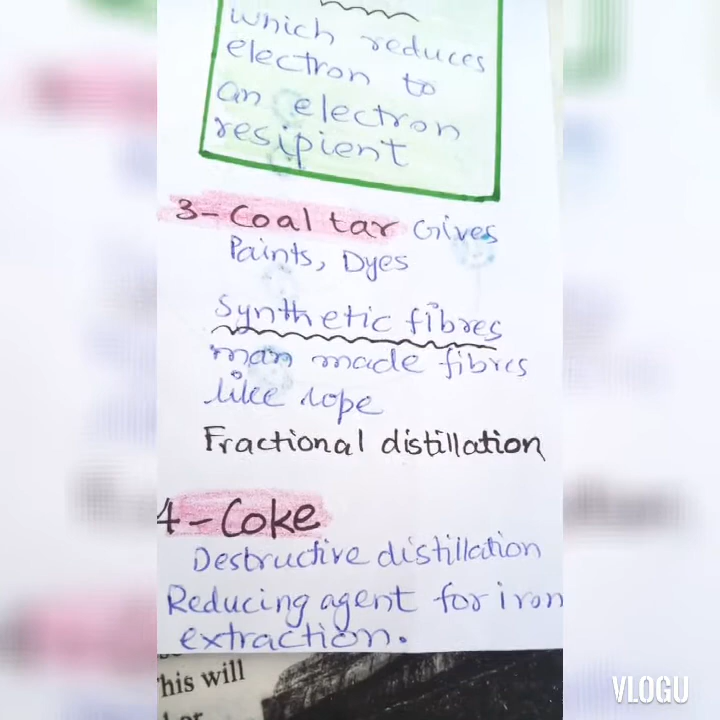 which reduces
electron to
an electron
resipient
3-Coal tar Gives
Paints, Dyes
Synthetic fibres
man made fibres
like rope
Fractional distillation
4-Coke
Destructive distillation
Reducing agent for iron
extraction.
This will
VLOGU